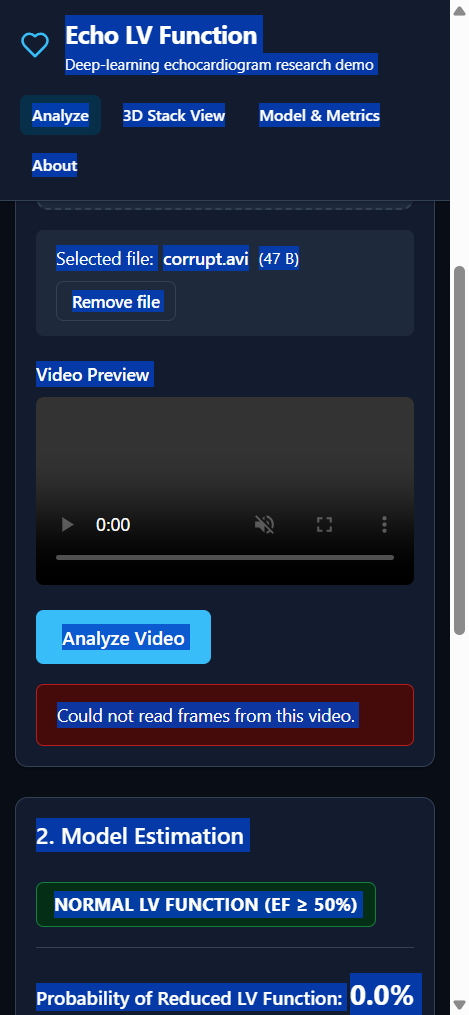 Echo LV Function
Deep-learning echocardiogram research demo
Analyze 3D Stack View Model & Metrics
About
Selected file: corrupt.avi (47 B)
Remove file
Video Preview
0:00
Analyze Video
Could not read frames from this video.
2. Model Estimation
NORMAL LV FUNCTION (EF ≥ 50%)
Probability of Reduced LV Function: 0.0%